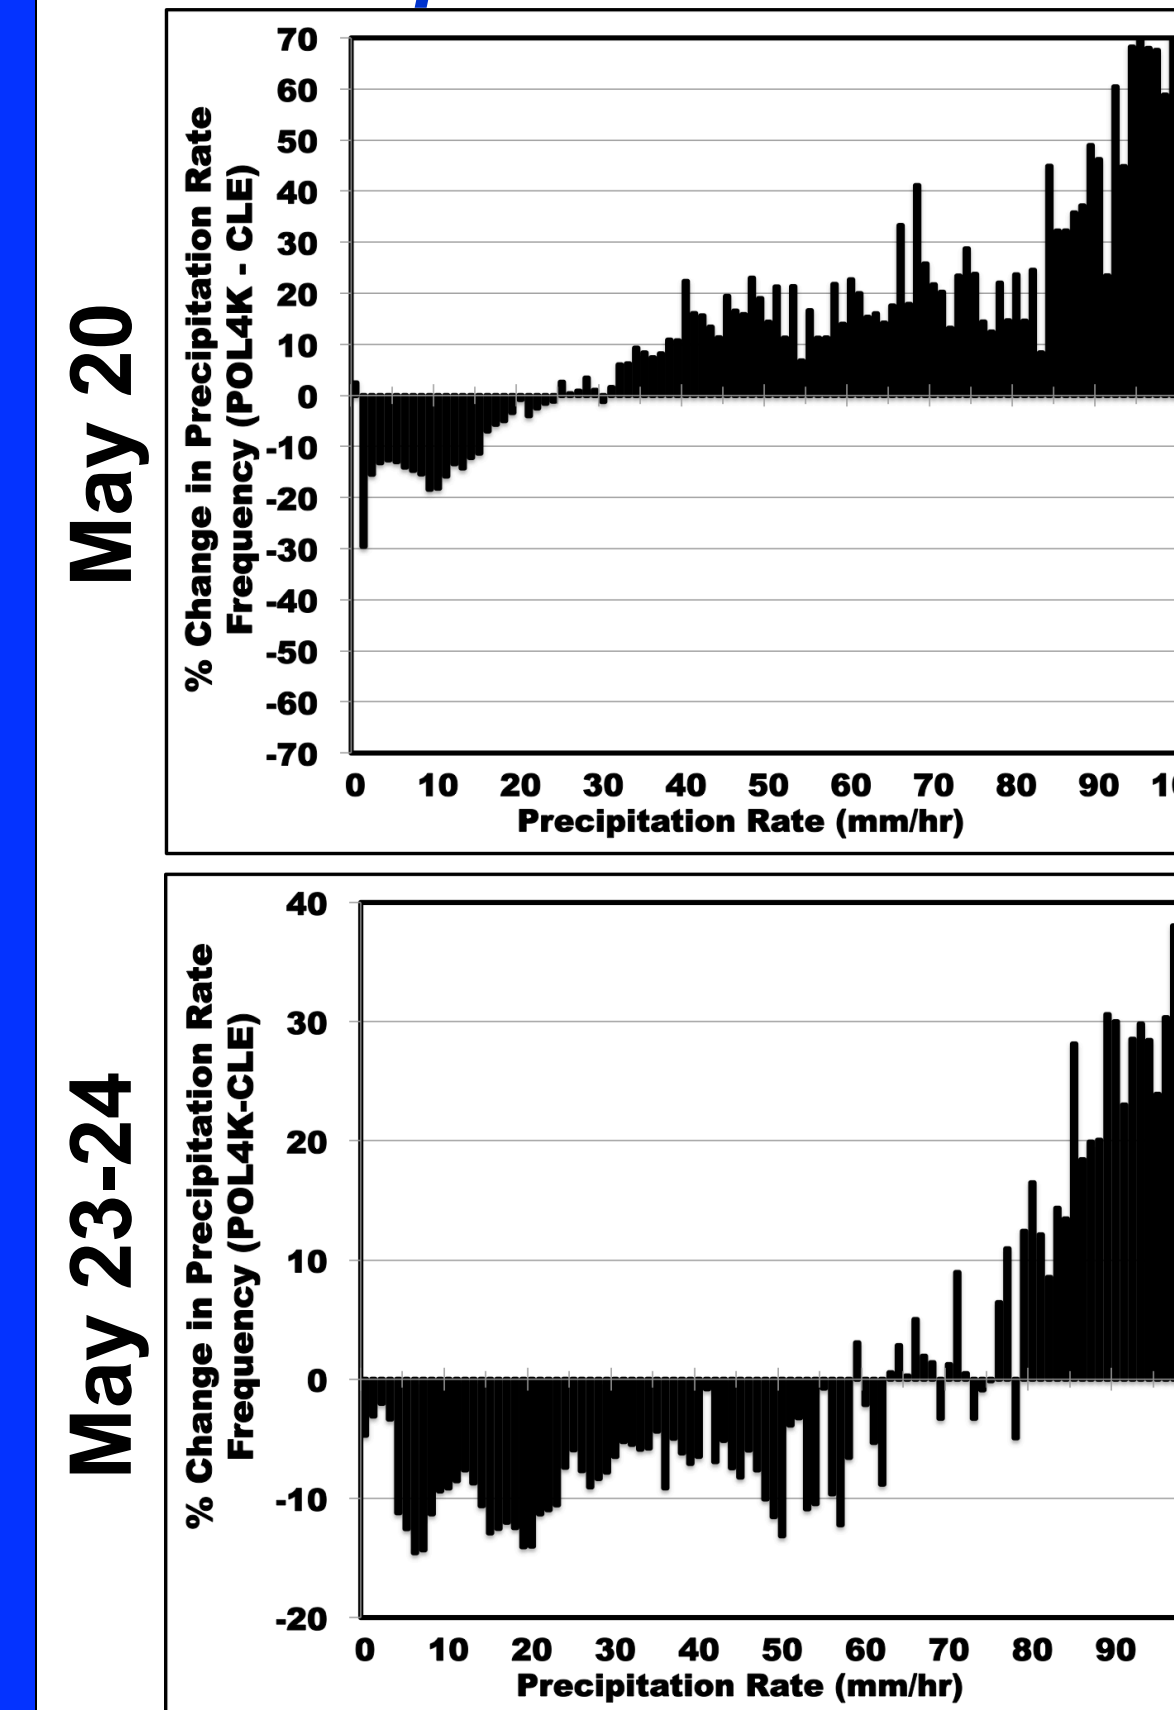 May 20
% Change in Precipitation Rate
Frequency (POL4K - CLE)
70
60
50
40
30
20
10
0
-10
-20
-30
-40
-50
-60
-70
0 10 20 30 40 50 60 70 80 90
Precipitation Rate (mm/hr)
May 23-24
% Change in Precipitation Rate
Frequency (POL4K-CLE)
40
30
20
10
0
-10
-20
0 10 20 30 40 50 60 70 80 90
Precipitation Rate (mm/hr)